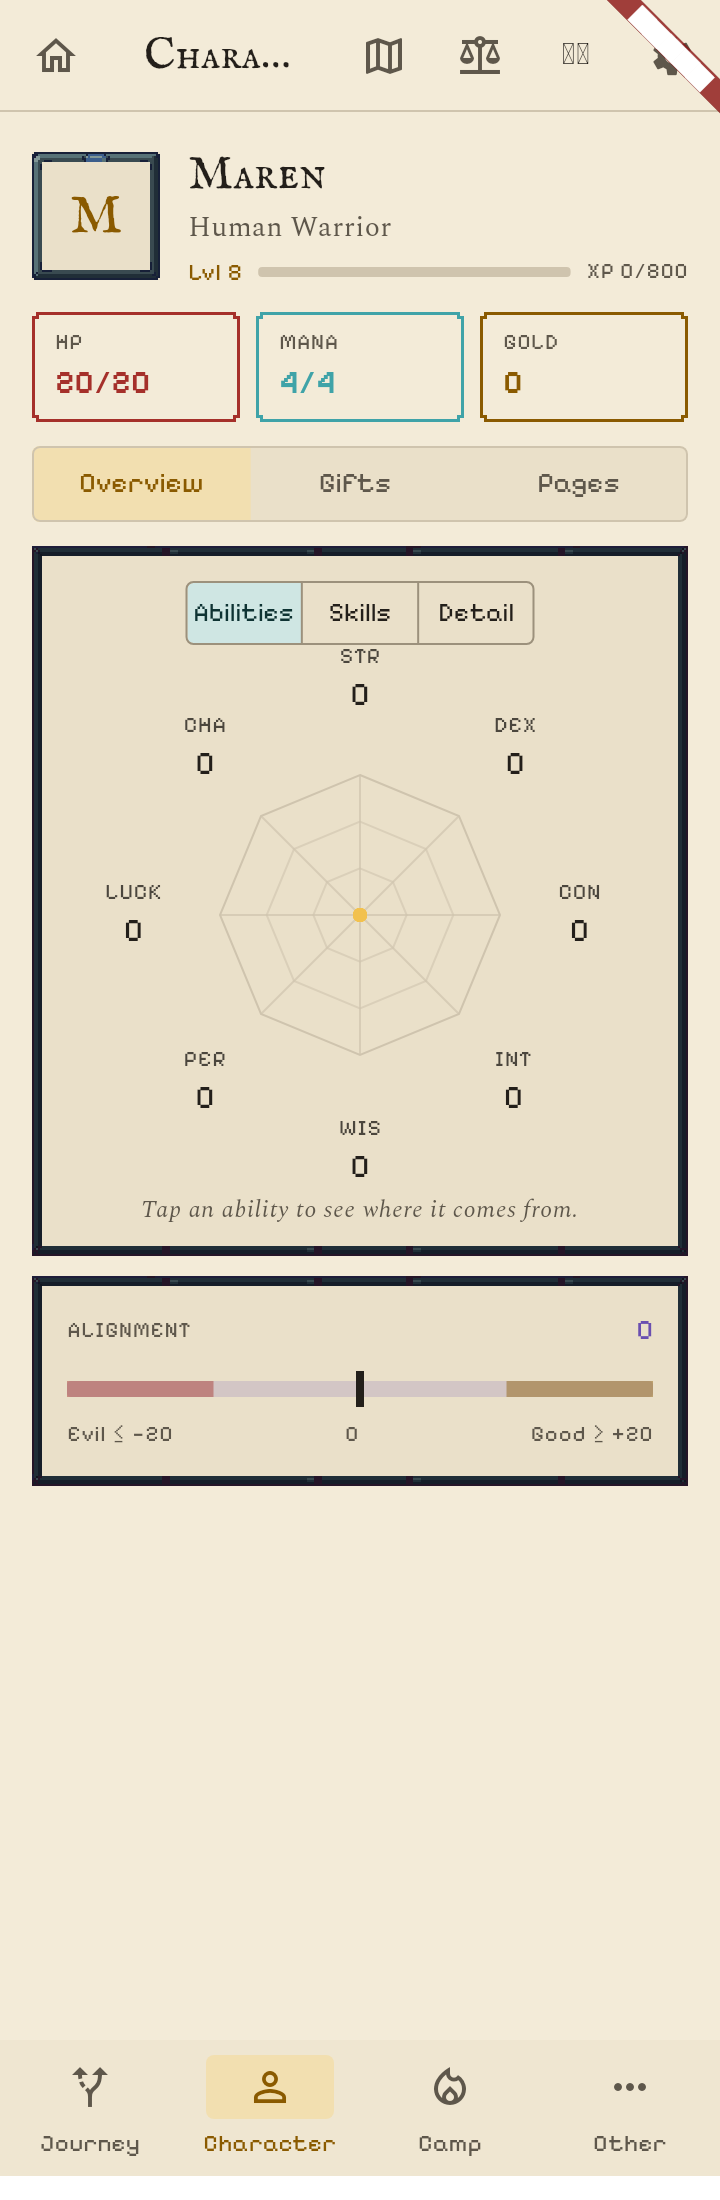 Chara...
M
Maren
Human Warrior
Lvl 8
XP 0/800
HP
MANA
GOLD
20/20
4/4
0
Overview
Gifts
Pages
Abilities
Skills
Detail
STR
0
CHA
0
DEX
0
LUCK
0
CON
0
PER
0
INT
0
WIS
0
Tap an ability to see where it comes from.
ALIGNMENT
0
Evil ≤ -20
0
Good ≥ +20
Journey
Character
Camp
Other